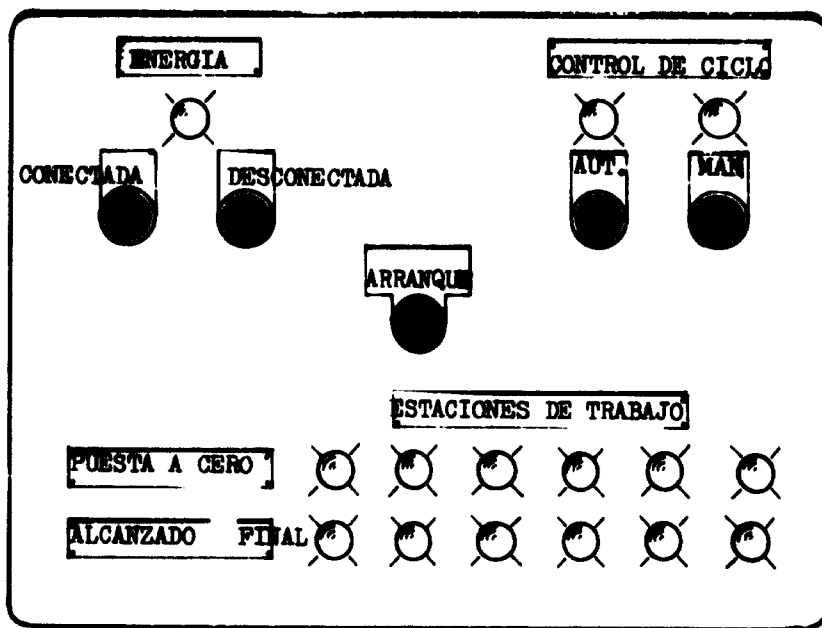 ENERGIA
CONTROL DE CICLO
CONECTADA
DESCONECTADA
AUT.
MAN
ARRANQUE
ESTACIONES DE TRABAJO
PUESTA A CERO
ALCANZADO FINAL